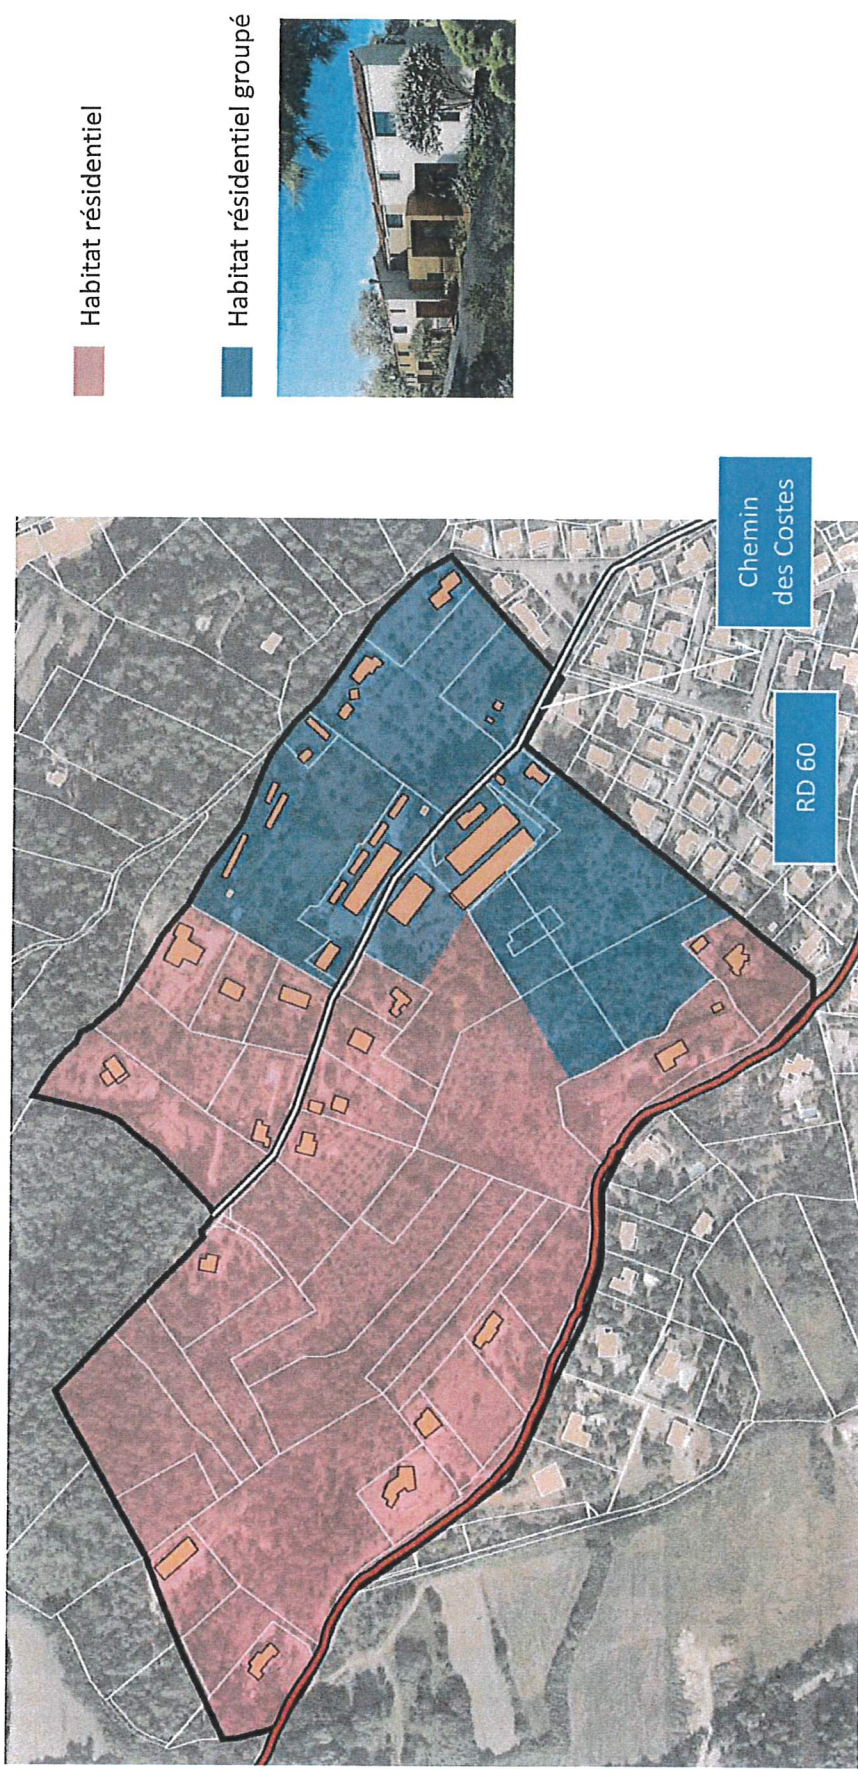 Habitat résidentiel
Habitat résidentiel groupé
Chemin
des Costes
RD 60